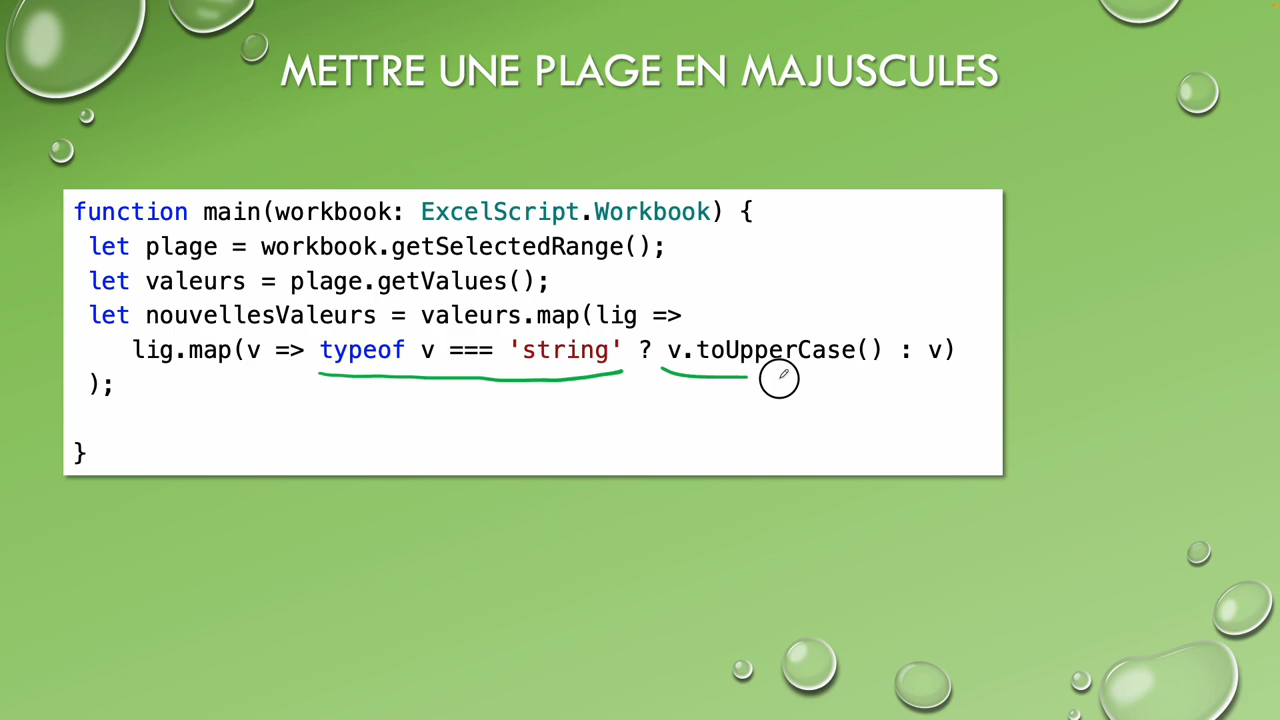 METTRE UNE PLAGE EN MAJUSCULES
function main(workbook: ExcelScript.Workbook) {
let plage = workbook.getSelectedRange();
let valeurs = plage.getValues();
let nouvellesValeurs = valeurs.map(lig =>
lig.map(v => typeof v === 'string' ? v.toUpperCase() : v)
);
}